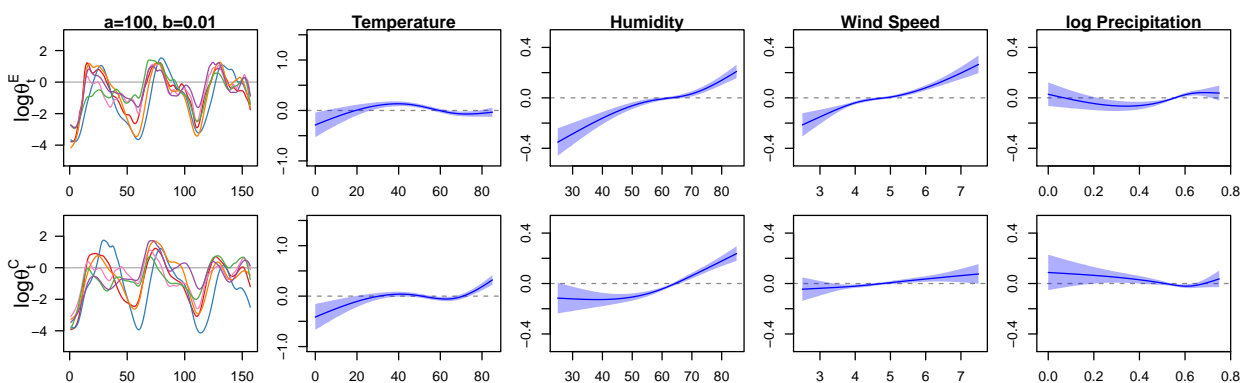 a=100, b=0.01 Temperature Humidity Wind Speed log Precipitation
logθ_t^E
2 0 −2 −4
0 50 100 150
1.0 0.0 −1.0
0 20 40 60 80
0.4 0.0 −0.4
30 40 50 60 70 80
0.4 0.0 −0.4
3 4 5 6 7
0.4 0.0 −0.4
0.0 0.2 0.4 0.6 0.8
logθ_t^C
2 0 −2 −4
0 50 100 150
1.0 0.0 −1.0
0 20 40 60 80
0.4 0.0 −0.4
30 40 50 60 70 80
0.4 0.0 −0.4
3 4 5 6 7
0.4 0.0 −0.4
0.0 0.2 0.4 0.6 0.8